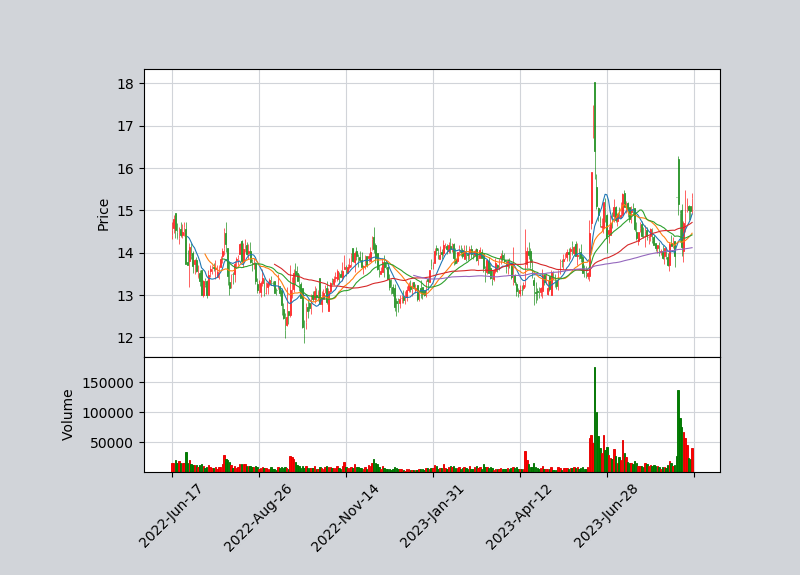 18
17
16
15
14
13
12
Price
150000
100000
50000
Volume
2022-Jun-17
2022-Aug-26
2022-Nov-14
2023-Jan-31
2023-Apr-12
2023-Jun-28